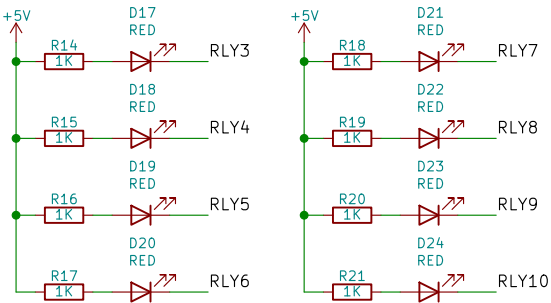 +5V
D17
RED
R14
1K
RLY3
D18
RED
R15
1K
RLY4
D19
RED
R16
1K
RLY5
D20
RED
R17
1K
RLY6
+5V
D21
RED
R18
1K
RLY7
D22
RED
R19
1K
RLY8
D23
RED
R20
1K
RLY9
D24
RED
R21
1K
RLY10